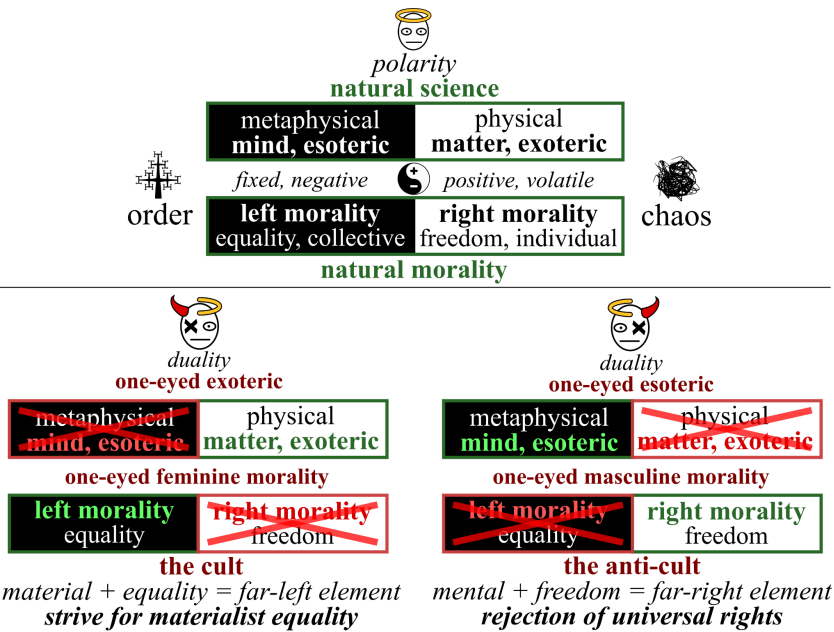 polarity
natural science
metaphysical physical
mind, esoteric matter, exoteric
fixed, negative + - positive, volatile
order chaos
left morality right morality
equality, collective freedom, individual
natural morality
duality
one-eyed exoteric
metaphysical physical
mind, esoteric matter, exoteric
one-eyed feminine morality
left morality right morality
equality freedom
the cult
material + equality = far-left element
strive for materialist equality
duality
one-eyed esoteric
metaphysical physical
mind, esoteric matter, exoteric
one-eyed masculine morality
left morality right morality
equality freedom
the anti-cult
mental + freedom = far-right element
rejection of universal rights